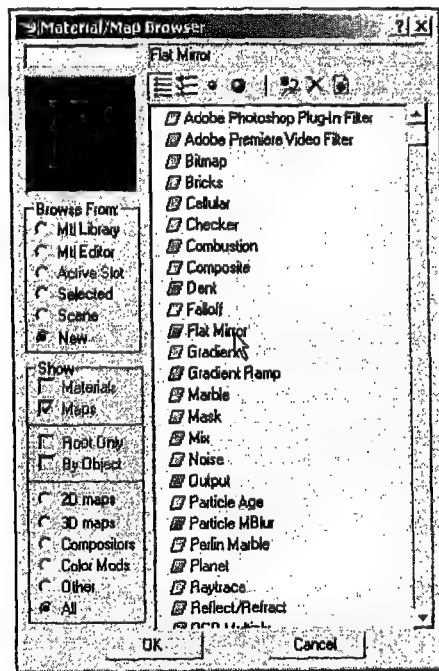 Material/Map Browser
Flat Mirror
Browse From:
Mtl Library
Mtl Editor
Active Slot
Selected
Scene
New
Show
Materials
Maps
Root Only
By Object
2D maps
3D maps
Compositors
Color Mods
Other
All
Adobe Photoshop Plug-In Filter
Adobe Premiere Video Filter
Bitmap
Bricks
Cellular
Checker
Combustion
Composite
Dent
Falloff
Flat Mirror
Gradient
Gradient Ramp
Marble
Mask
Mix
Noise
Output
Particle Age
Particle MBlur
Perlin Marble
Planet
Raytrace
Reflect/Refract
OK
Cancel